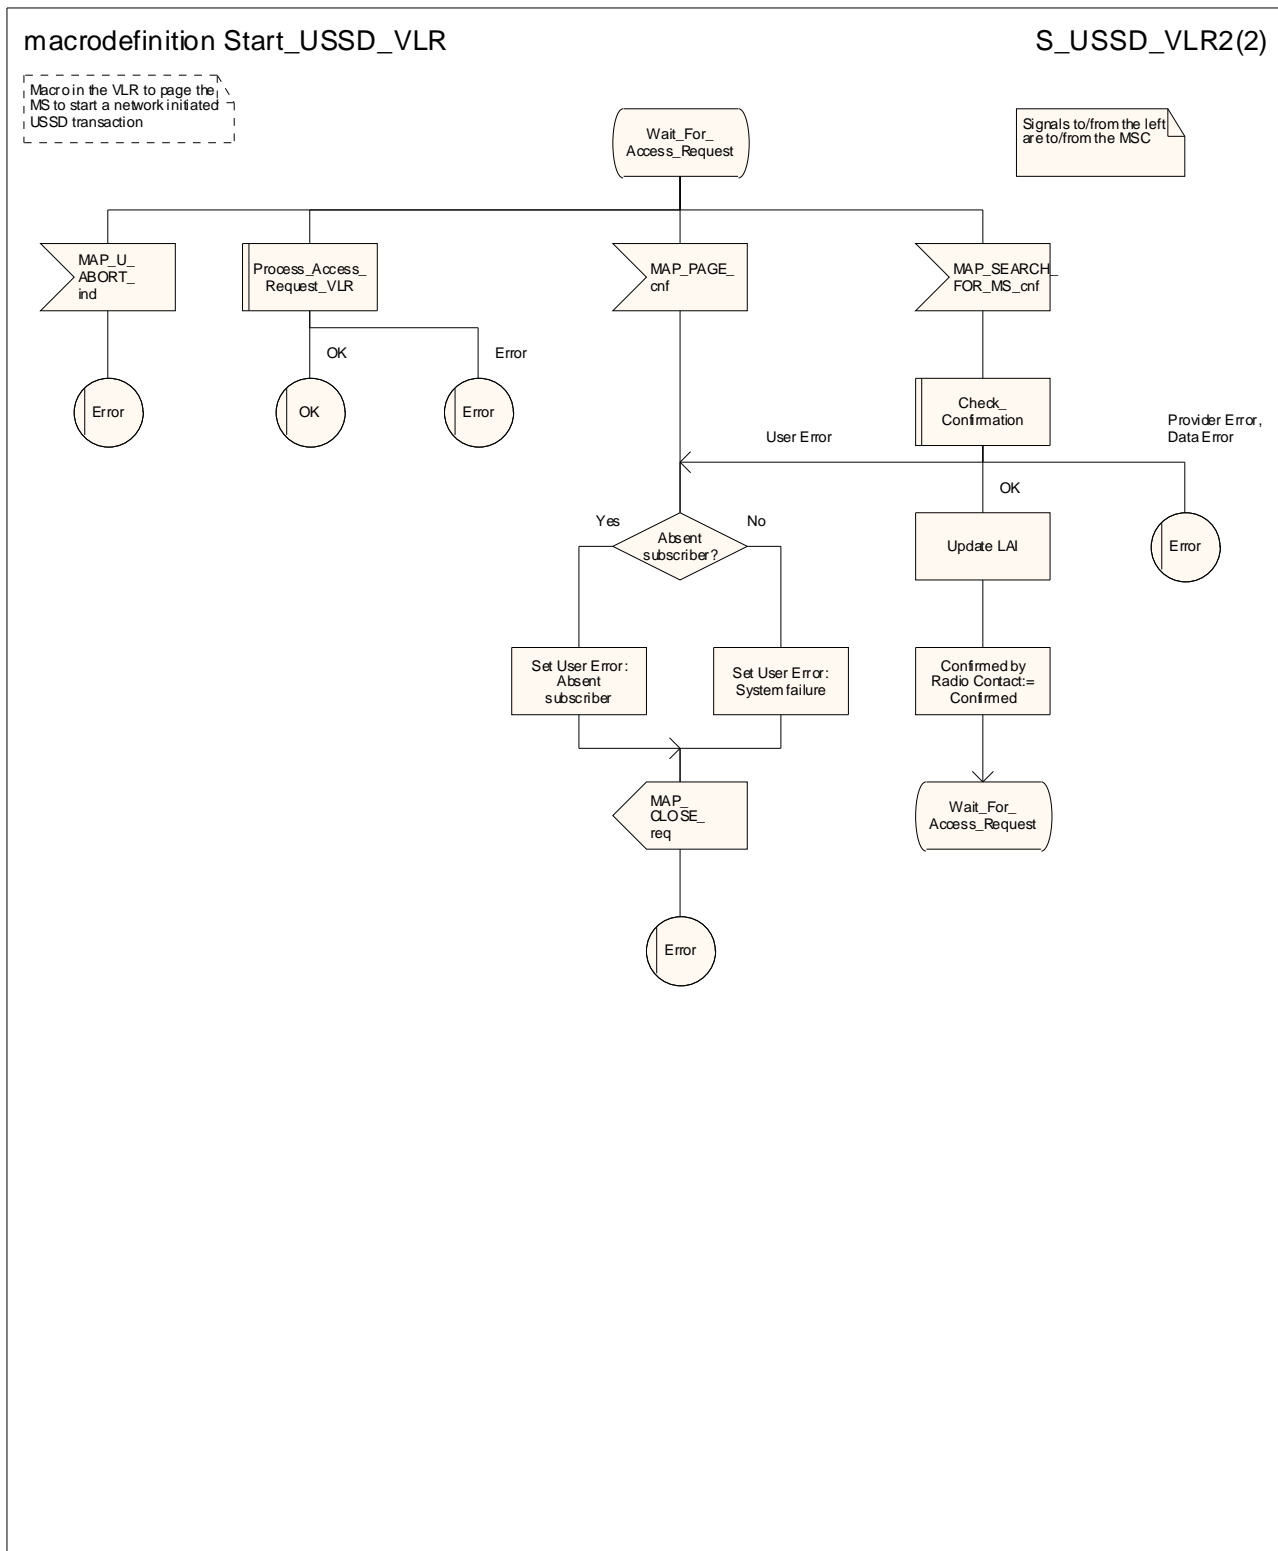 macrodefinition Start_USSD_VLR
S_USSD_VLR2(2)
Macro in the VLR to page the
MS to start a network initiated
USSD transaction
Wait_For_
Access_Request
Signals to/from the left
are to/from the MSC
MAP_U_
ABORT_
ind
Process_Access_
Request_VLR
MAP_PAGE_
cnf
MAP_SEARCH_
FOR_MS_cnf
OK
Error
Error
OK
Error
Check_
Confirmation
User Error
Provider Error,
Data Error
OK
Yes
No
Absent
subscriber?
Update LAI
Error
Set User Error:
Absent
subscriber
Set User Error:
System failure
Confirmed by
Radio Contact:=
Confirmed
MAP_
CLOSE_
req
Wait_For_
Access_Request
Error